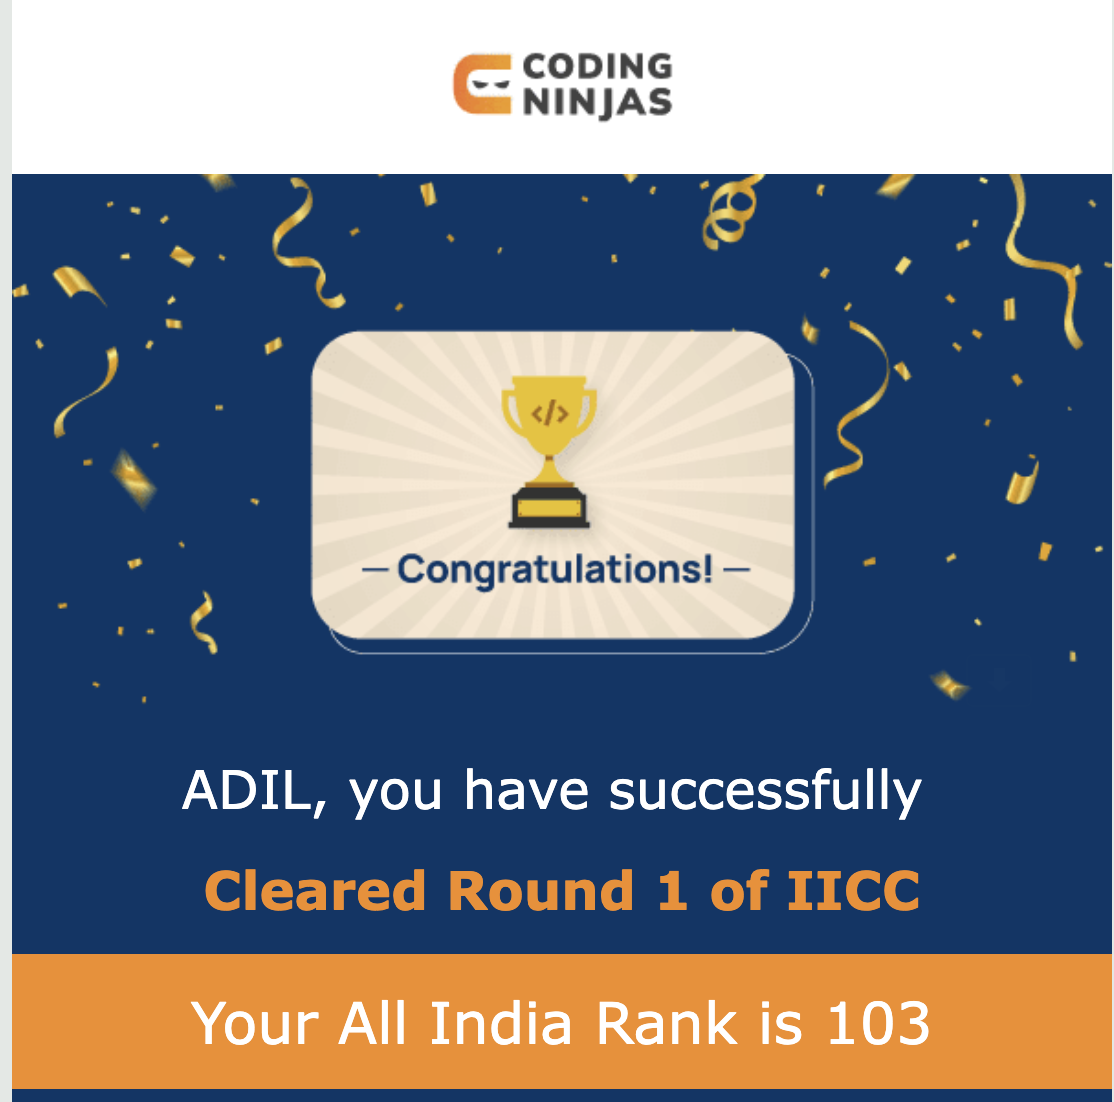 CODING
NINJAS
</>
– Congratulations! –
ADIL, you have successfully
Cleared Round 1 of IICC
Your All India Rank is 103